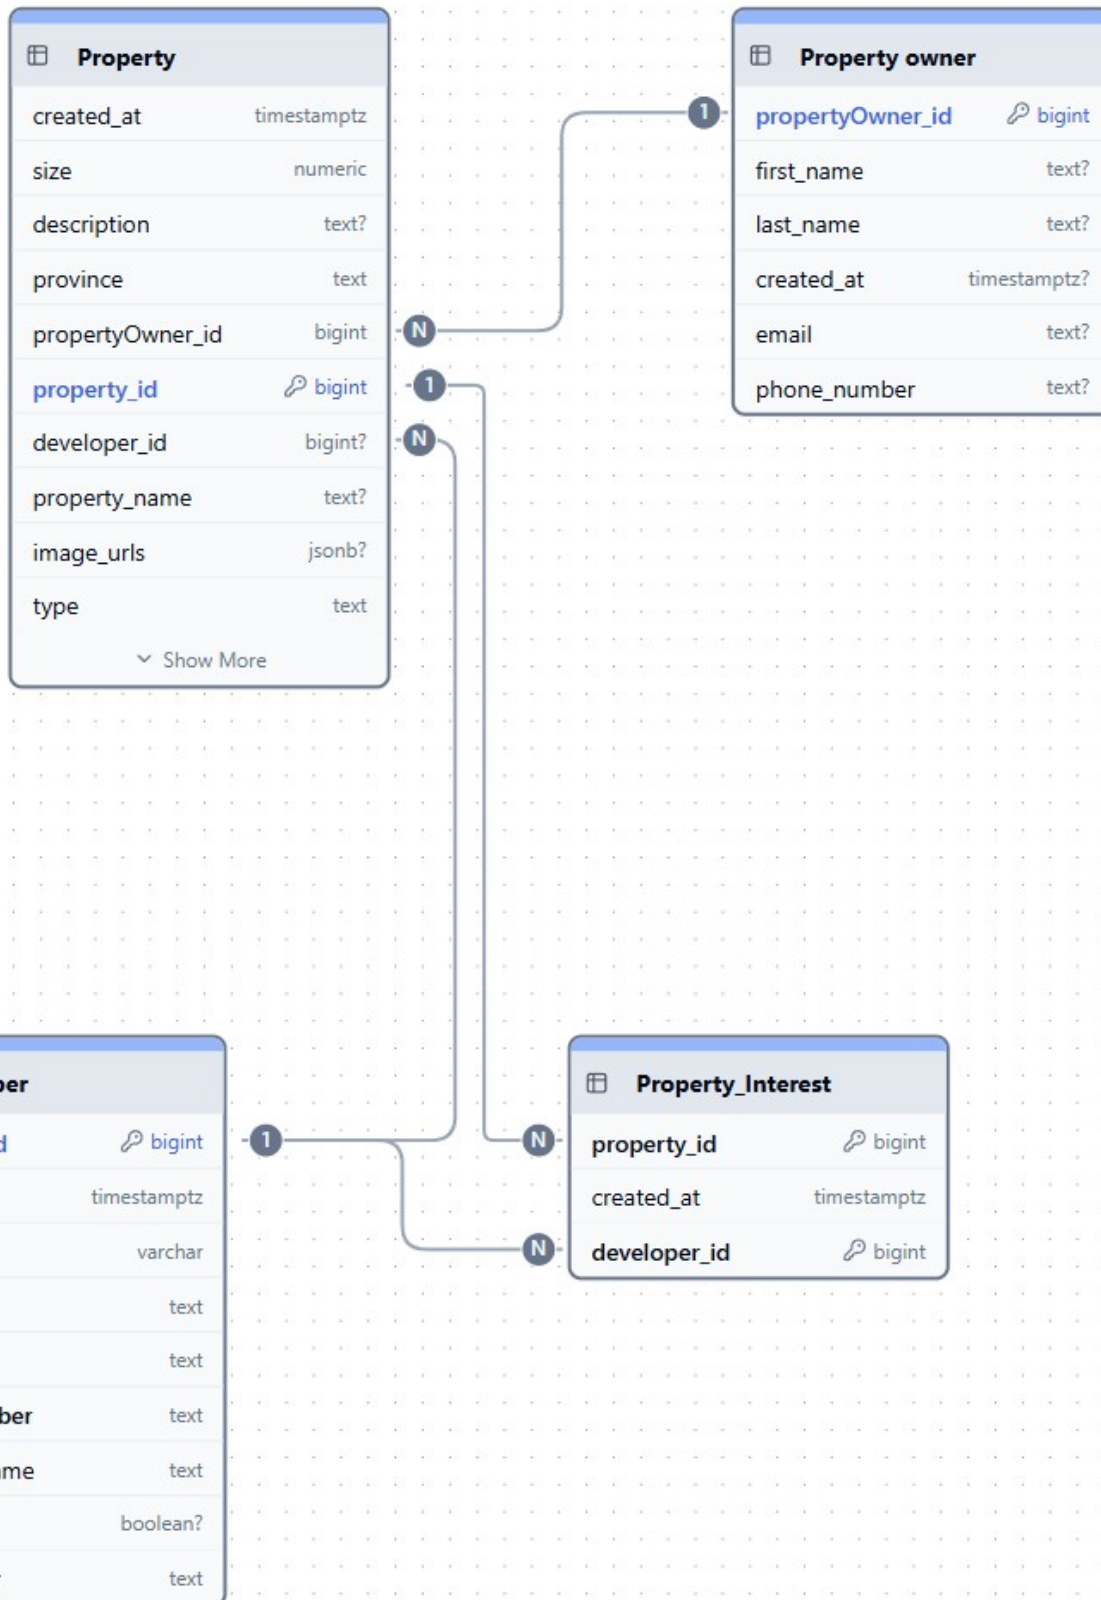 Property
created_at timestamptz
size numeric
description text?
province text
propertyOwner_id bigint
property_id bigint
developer_id bigint?
property_name text?
image_urls jsonb?
type text
Show More
Property owner
propertyOwner_id bigint
first_name text?
last_name text?
created_at timestamptz?
email text?
phone_number text?
1
N
1
N
per
d bigint
timestamptz
varchar
text
text
ber text
ame text
boolean?
text
1
N
N
Property_Interest
property_id bigint
created_at timestamptz
developer_id bigint